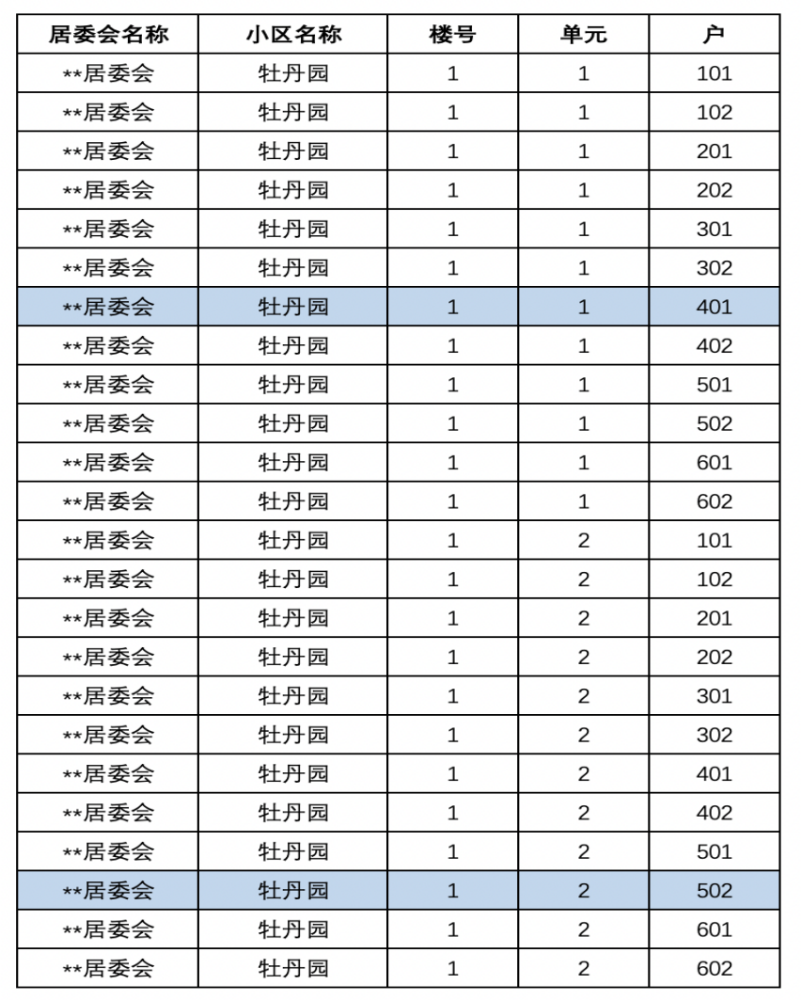 居委会名称 小区名称 楼号 单元 户
**居委会 牡丹园 1 1 101
**居委会 牡丹园 1 1 102
**居委会 牡丹园 1 1 201
**居委会 牡丹园 1 1 202
**居委会 牡丹园 1 1 301
**居委会 牡丹园 1 1 302
**居委会 牡丹园 1 1 401
**居委会 牡丹园 1 1 402
**居委会 牡丹园 1 1 501
**居委会 牡丹园 1 1 502
**居委会 牡丹园 1 1 601
**居委会 牡丹园 1 1 602
**居委会 牡丹园 1 2 101
**居委会 牡丹园 1 2 102
**居委会 牡丹园 1 2 201
**居委会 牡丹园 1 2 202
**居委会 牡丹园 1 2 301
**居委会 牡丹园 1 2 302
**居委会 牡丹园 1 2 401
**居委会 牡丹园 1 2 402
**居委会 牡丹园 1 2 501
**居委会 牡丹园 1 2 502
**居委会 牡丹园 1 2 601
**居委会 牡丹园 1 2 602